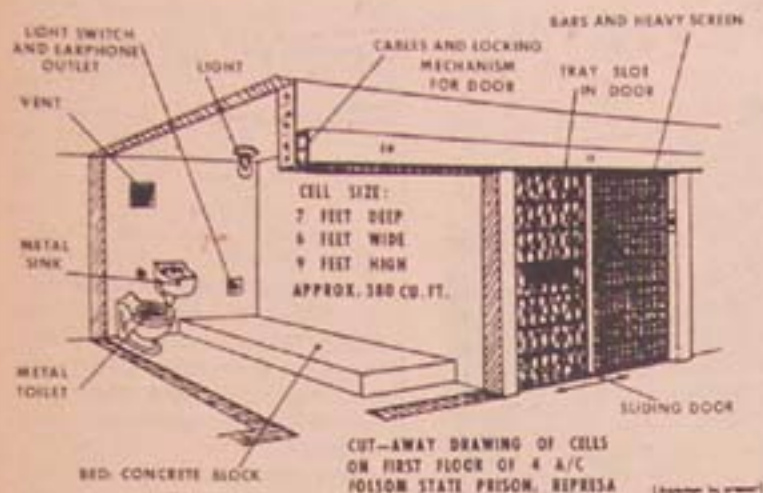 BARS AND HEAVY SCREEN
LIGHT SWITCH
AND EARPHONE
OUTLET
LIGHT
CABLES AND LOCKING
MECHANISM
FOR DOOR
TRAY SLOT
IN DOOR
VENT
CELL SIZE:
7 FEET DEEP
6 FEET WIDE
9 FEET HIGH
APPROX. 380 CU. FT.
METAL
SINK
METAL
TOILET
SLIDING DOOR
BED: CONCRETE BLOCK
CUT-AWAY DRAWING OF CELLS
ON FIRST FLOOR OF 4 A/C
FOLSOM STATE PRISON, REPRESA